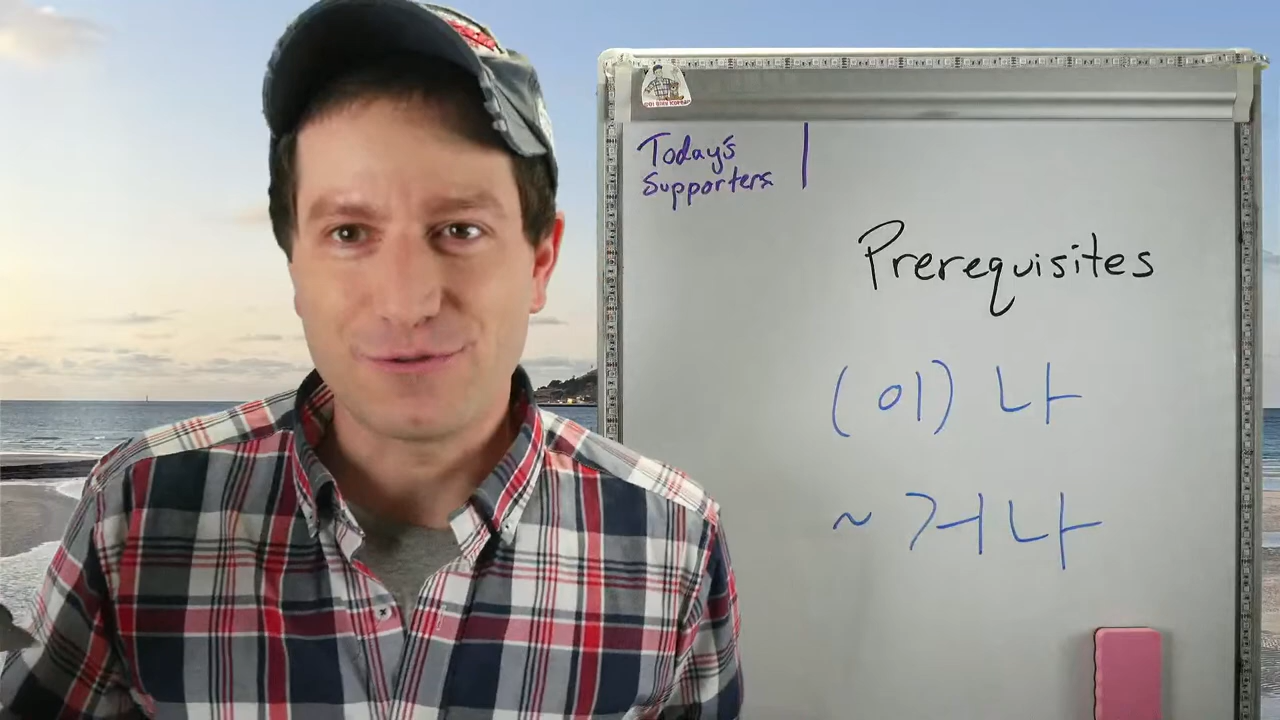 Today's
Supporters
Prerequisites
(이) 나
~거나